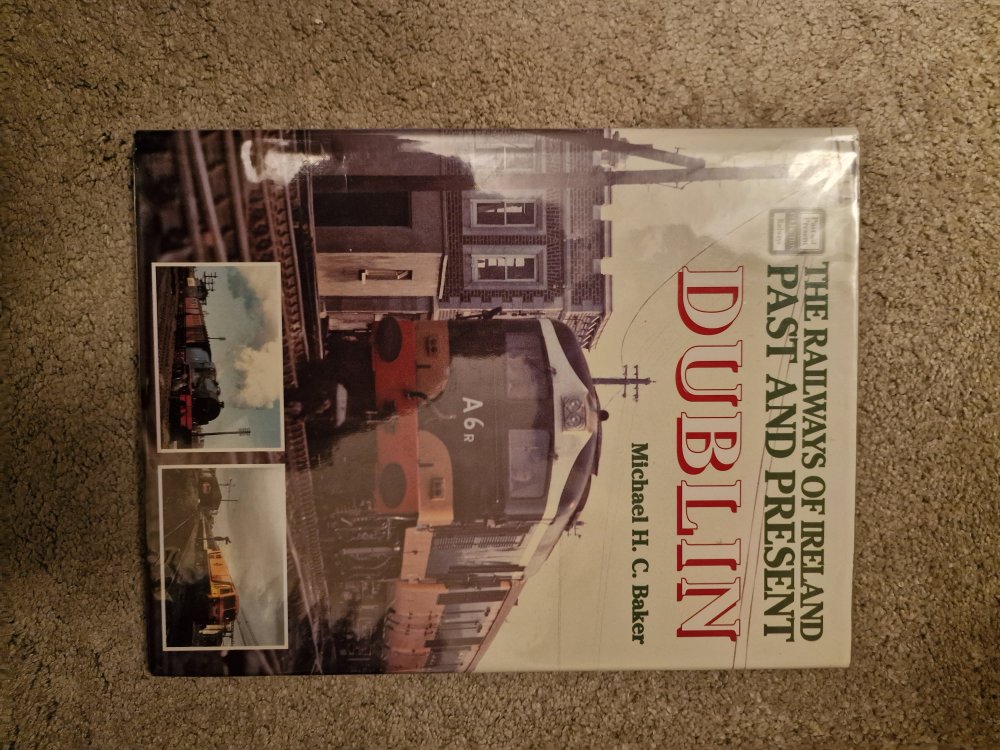 THE RAILWAYS OF IRELAND
PAST AND PRESENT
DUBLIN
Michael H. C. Baker
A6R